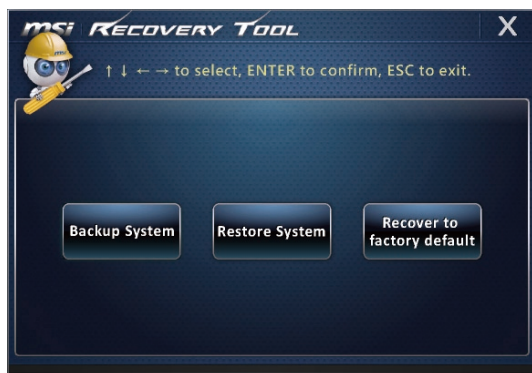 msi RECOVERY TOOL X
↑ ↓ ← → to select, ENTER to confirm, ESC to exit.
Backup System
Restore System
Recover to
factory default